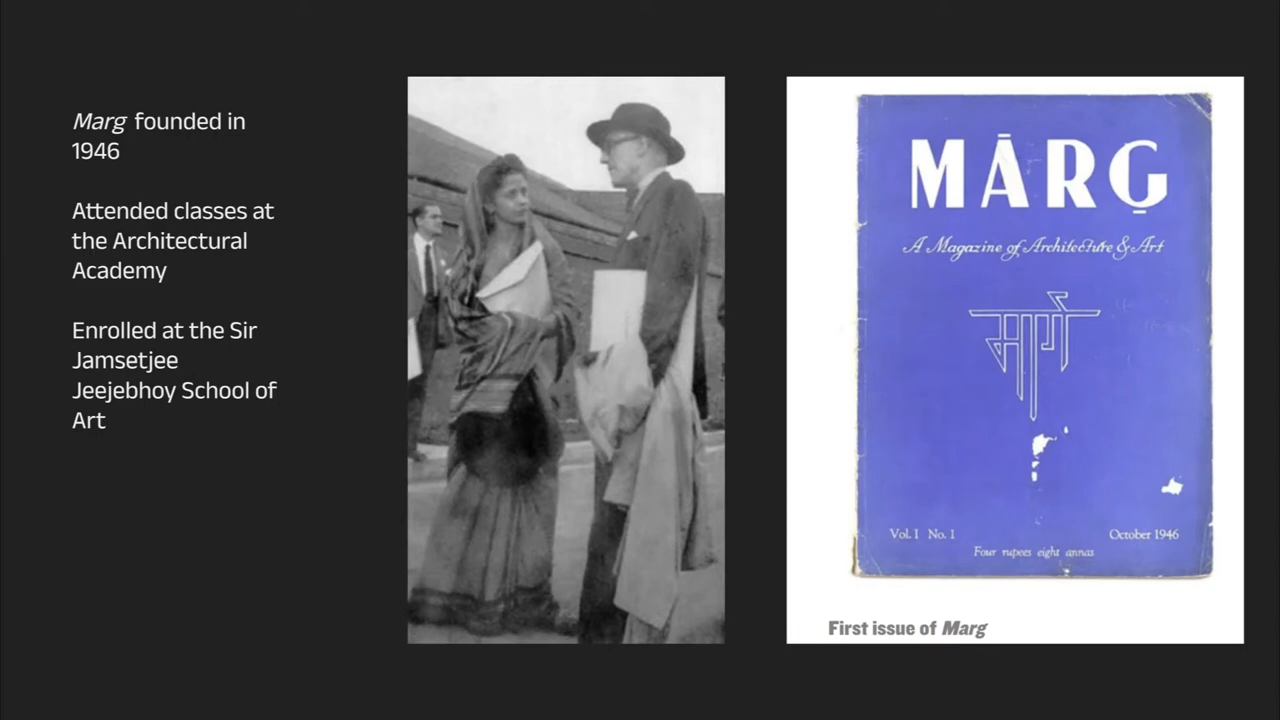 Marg founded in
1946
Attended classes at
the Architectural
Academy
Enrolled at the Sir
Jamsetjee
Jeejebhoy School of
Art
MĀRG̣
A Magazine of Architecture & Art
मार्ग
Vol. I No. 1
October 1946
Four rupees eight annas
First issue of Marg